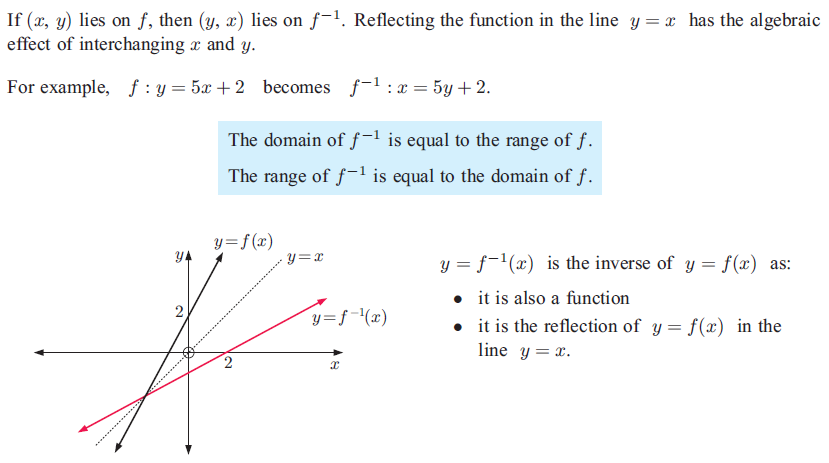 If (x, y) lies on f, then (y, x) lies on f⁻¹. Reflecting the function in the line y = x has the algebraic
effect of interchanging x and y.
For example, f : y = 5x + 2 becomes f⁻¹ : x = 5y + 2.
The domain of f⁻¹ is equal to the range of f.
The range of f⁻¹ is equal to the domain of f.
y=f(x)
y
y=x
2
y=f⁻¹(x)
2
x
y = f⁻¹(x) is the inverse of y = f(x) as:
• it is also a function
• it is the reflection of y = f(x) in the
line y = x.